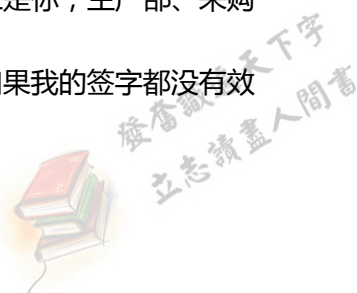 是你，生产部、采购
如果我的签字都没有效
發奮識遍天下字
立志讀盡人間書